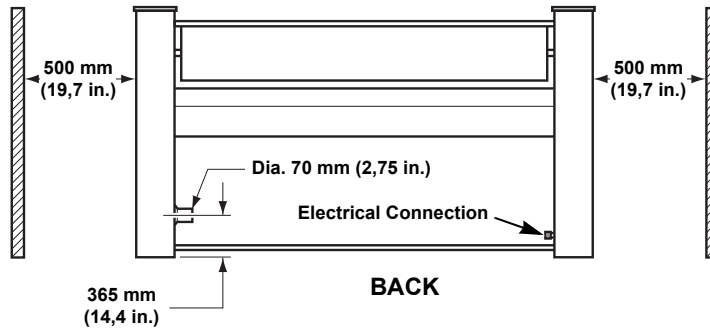 500 mm
(19,7 in.)
500 mm
(19,7 in.)
Dia. 70 mm (2,75 in.)
Electrical Connection
BACK
365 mm
(14,4 in.)